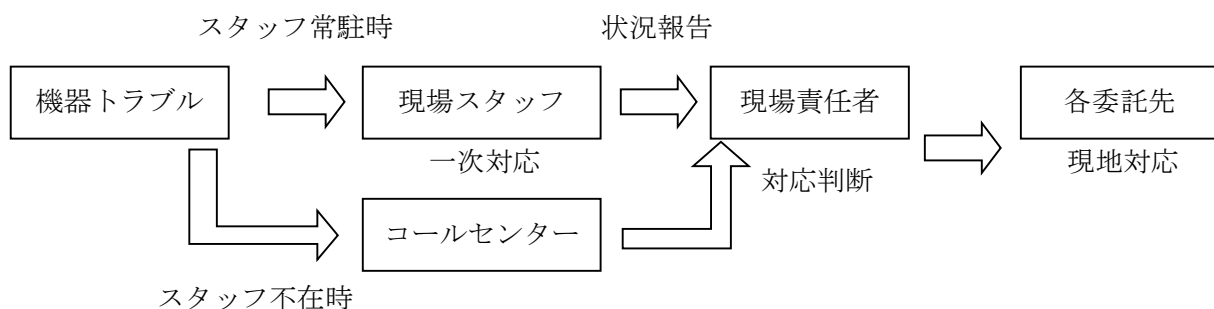 スタッフ常駐時
状況報告
機器トラブル
現場スタッフ
現場責任者
各委託先
一次対応
対応判断
現地対応
コールセンター
スタッフ不在時